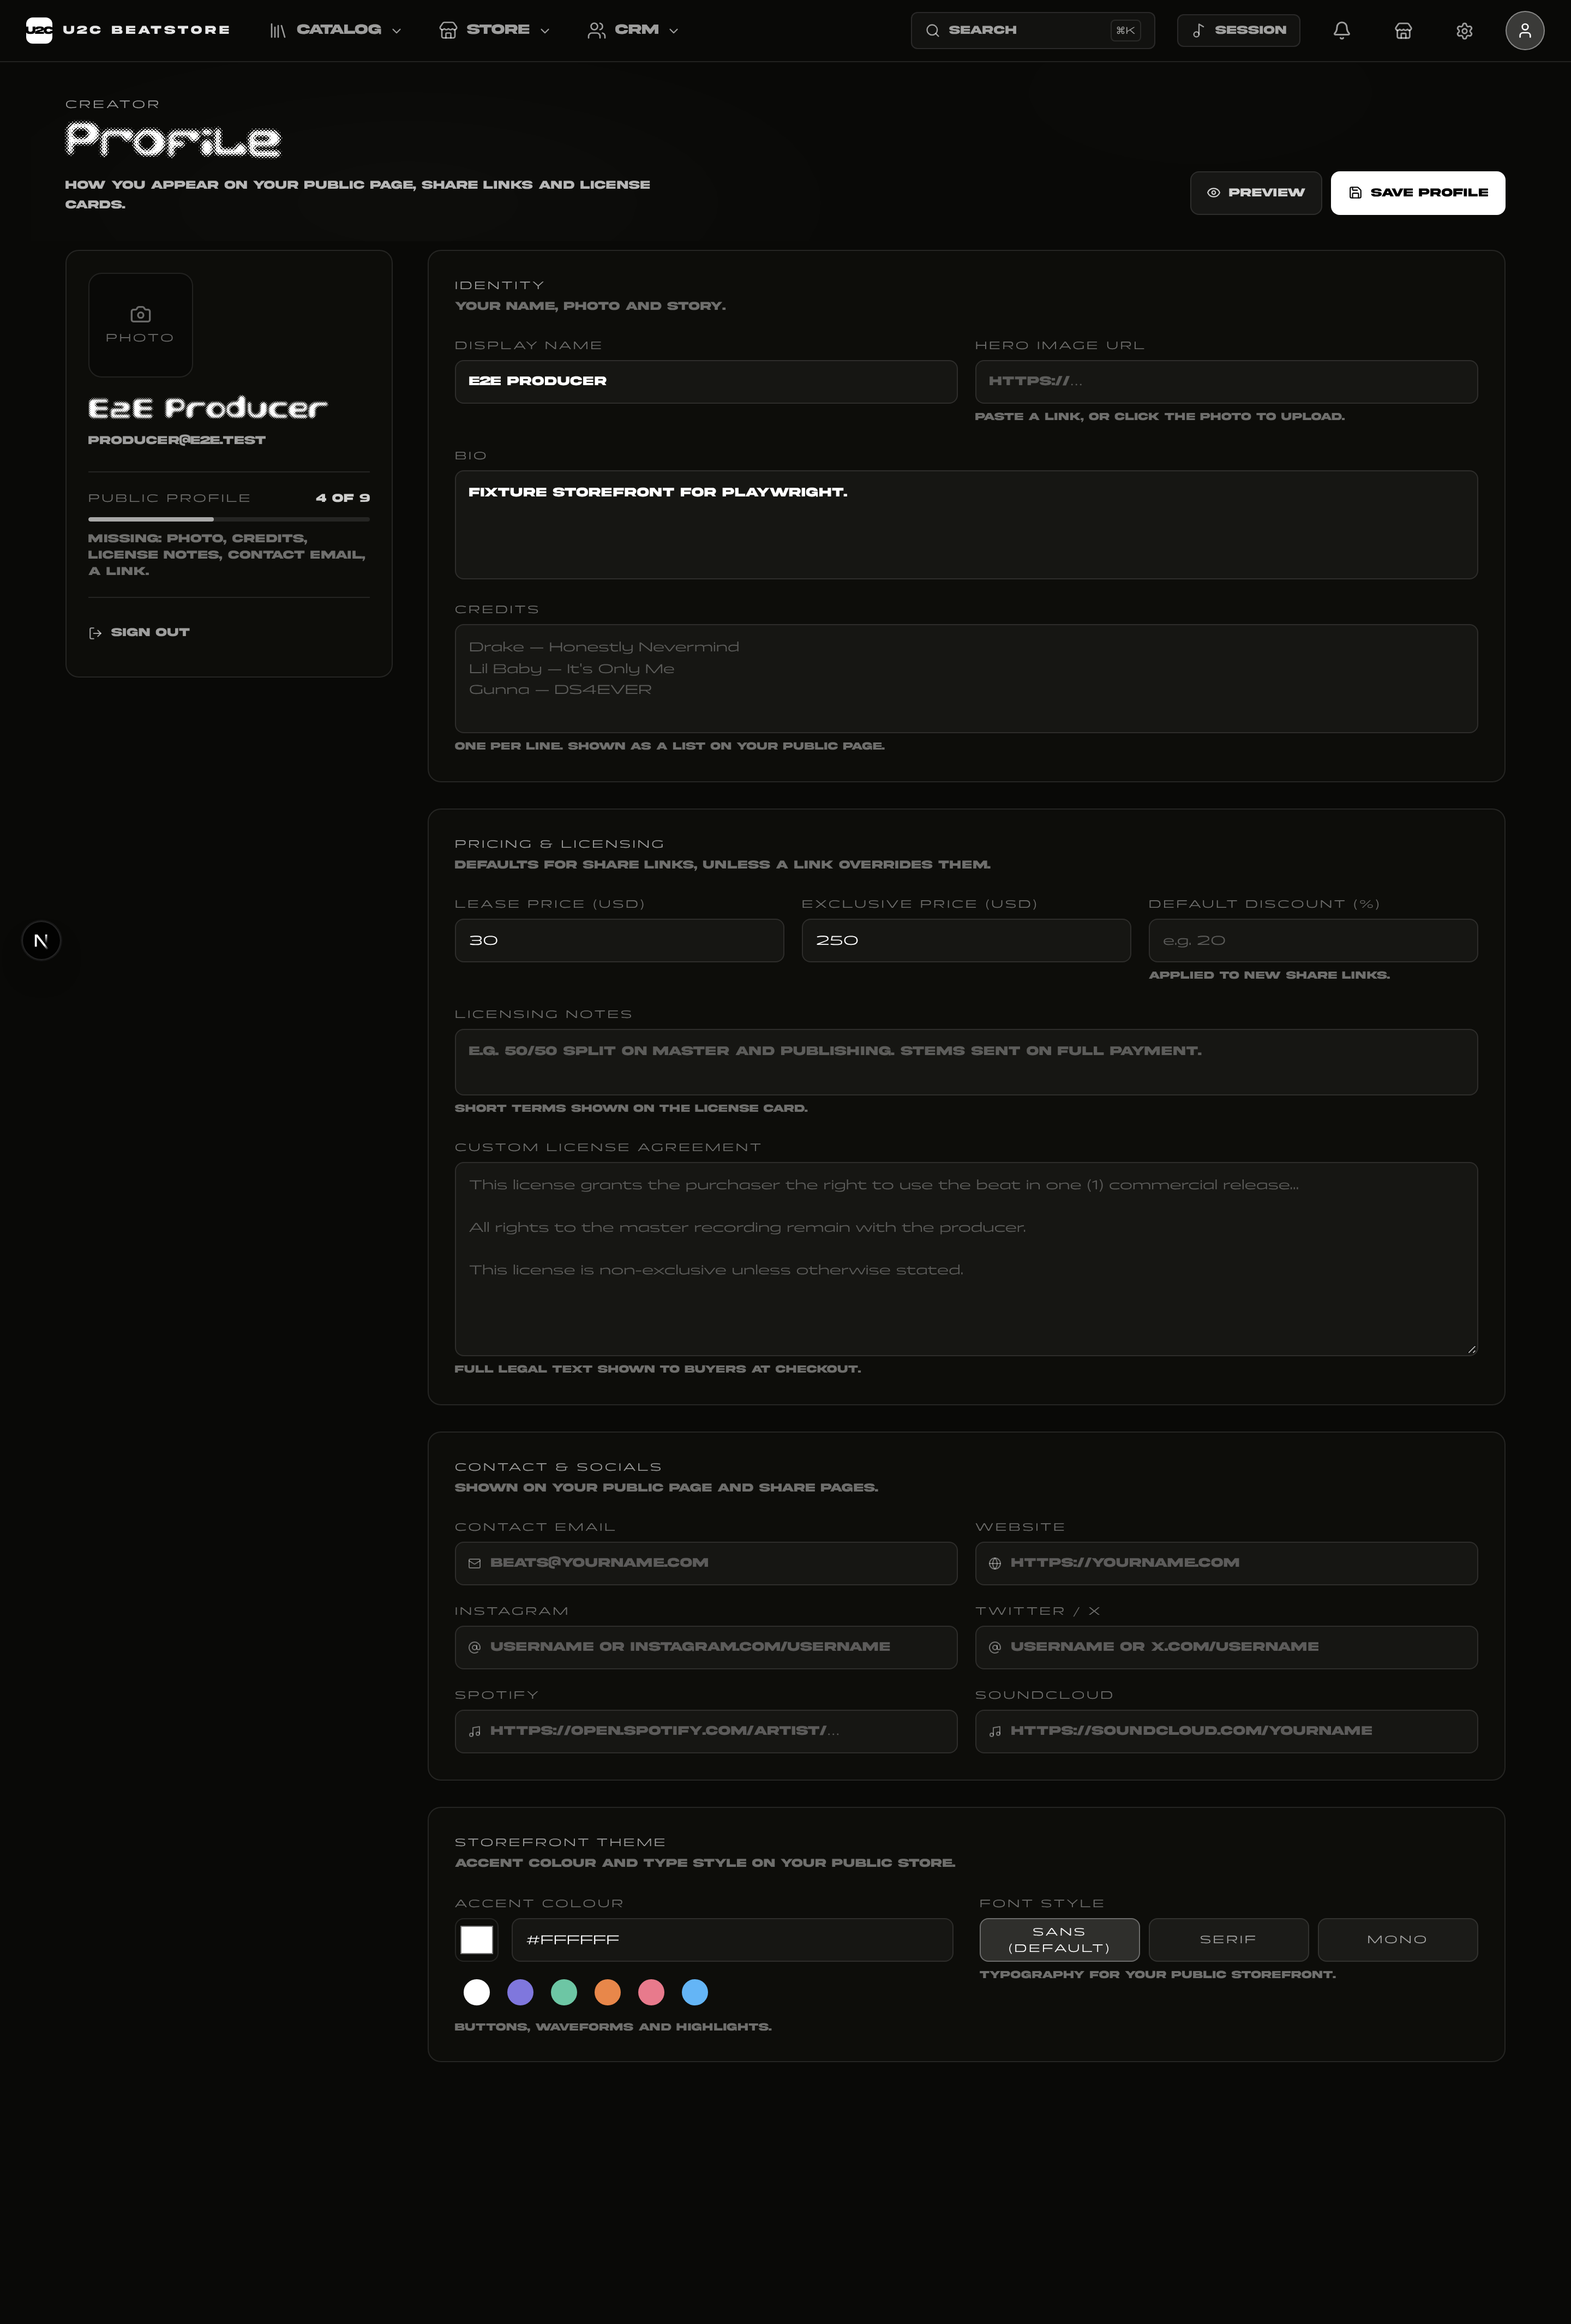 U2C U2C BEATSTORE CATALOG STORE CRM SEARCH ⌘K SESSION
CREATOR
Profile
HOW YOU APPEAR ON YOUR PUBLIC PAGE, SHARE LINKS AND LICENSE
CARDS.
PREVIEW SAVE PROFILE
PHOTO
E2E Producer
PRODUCER@E2E.TEST
PUBLIC PROFILE 4 OF 9
MISSING: PHOTO, CREDITS,
LICENSE NOTES, CONTACT EMAIL,
A LINK.
SIGN OUT
IDENTITY
YOUR NAME, PHOTO AND STORY.
DISPLAY NAME HERO IMAGE URL
E2E PRODUCER HTTPS://...
PASTE A LINK, OR CLICK THE PHOTO TO UPLOAD.
BIO
FIXTURE STOREFRONT FOR PLAYWRIGHT.
CREDITS
Drake — Honestly Nevermind
Lil Baby — It's Only Me
Gunna — DS4EVER
ONE PER LINE. SHOWN AS A LIST ON YOUR PUBLIC PAGE.
PRICING & LICENSING
DEFAULTS FOR SHARE LINKS, UNLESS A LINK OVERRIDES THEM.
LEASE PRICE (USD) EXCLUSIVE PRICE (USD) DEFAULT DISCOUNT (%)
30 250 e.g. 20
APPLIED TO NEW SHARE LINKS.
LICENSING NOTES
E.G. 50/50 SPLIT ON MASTER AND PUBLISHING. STEMS SENT ON FULL PAYMENT.
SHORT TERMS SHOWN ON THE LICENSE CARD.
CUSTOM LICENSE AGREEMENT
This license grants the purchaser the right to use the beat in one (1) commercial release...
All rights to the master recording remain with the producer.
This license is non-exclusive unless otherwise stated.
FULL LEGAL TEXT SHOWN TO BUYERS AT CHECKOUT.
CONTACT & SOCIALS
SHOWN ON YOUR PUBLIC PAGE AND SHARE PAGES.
CONTACT EMAIL WEBSITE
BEATS@YOURNAME.COM HTTPS://YOURNAME.COM
INSTAGRAM TWITTER / X
USERNAME OR INSTAGRAM.COM/USERNAME USERNAME OR X.COM/USERNAME
SPOTIFY SOUNDCLOUD
HTTPS://OPEN.SPOTIFY.COM/ARTIST/... HTTPS://SOUNDCLOUD.COM/YOURNAME
STOREFRONT THEME
ACCENT COLOUR AND TYPE STYLE ON YOUR PUBLIC STORE.
ACCENT COLOUR FONT STYLE
#FFFFFF SANS (DEFAULT) SERIF MONO
TYPOGRAPHY FOR YOUR PUBLIC STOREFRONT.
BUTTONS, WAVEFORMS AND HIGHLIGHTS.
N